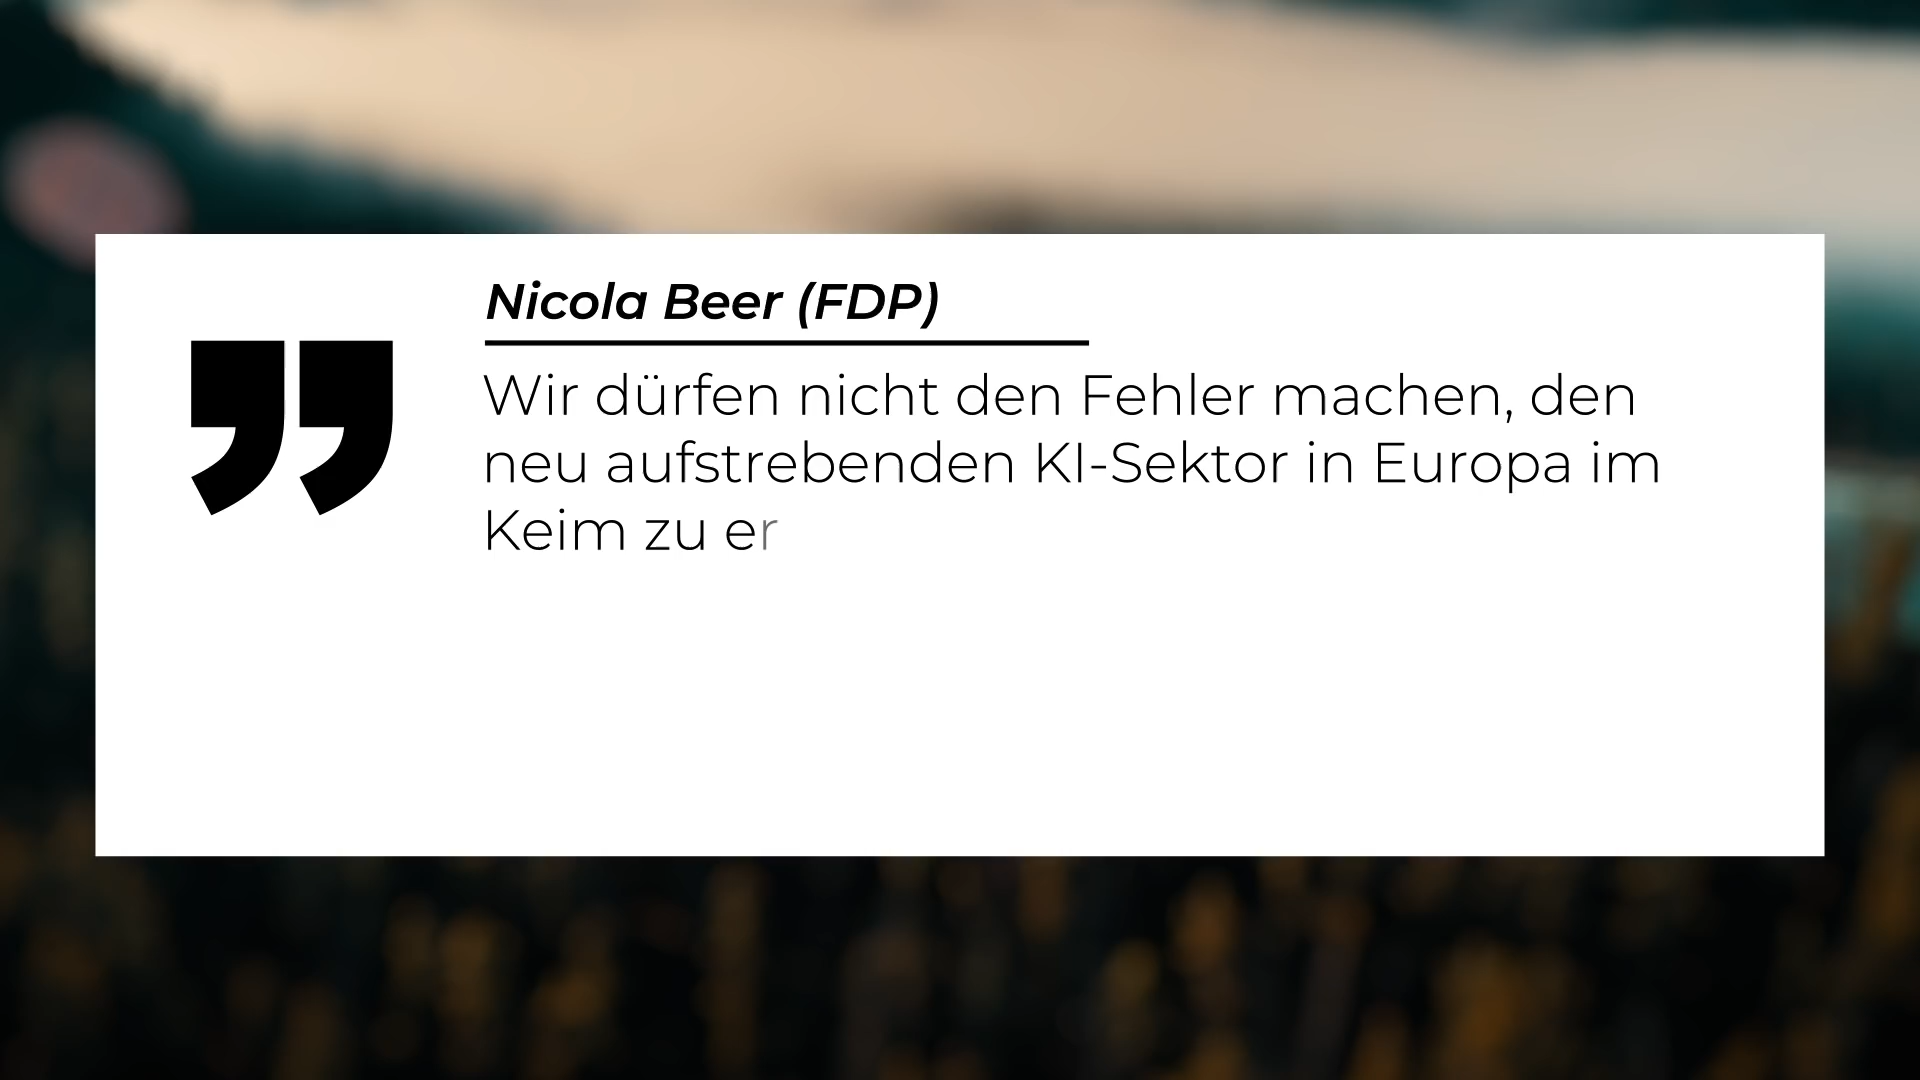 Nicola Beer (FDP)
Wir dürfen nicht den Fehler machen, den
neu aufstrebenden KI-Sektor in Europa im
Keim zu er